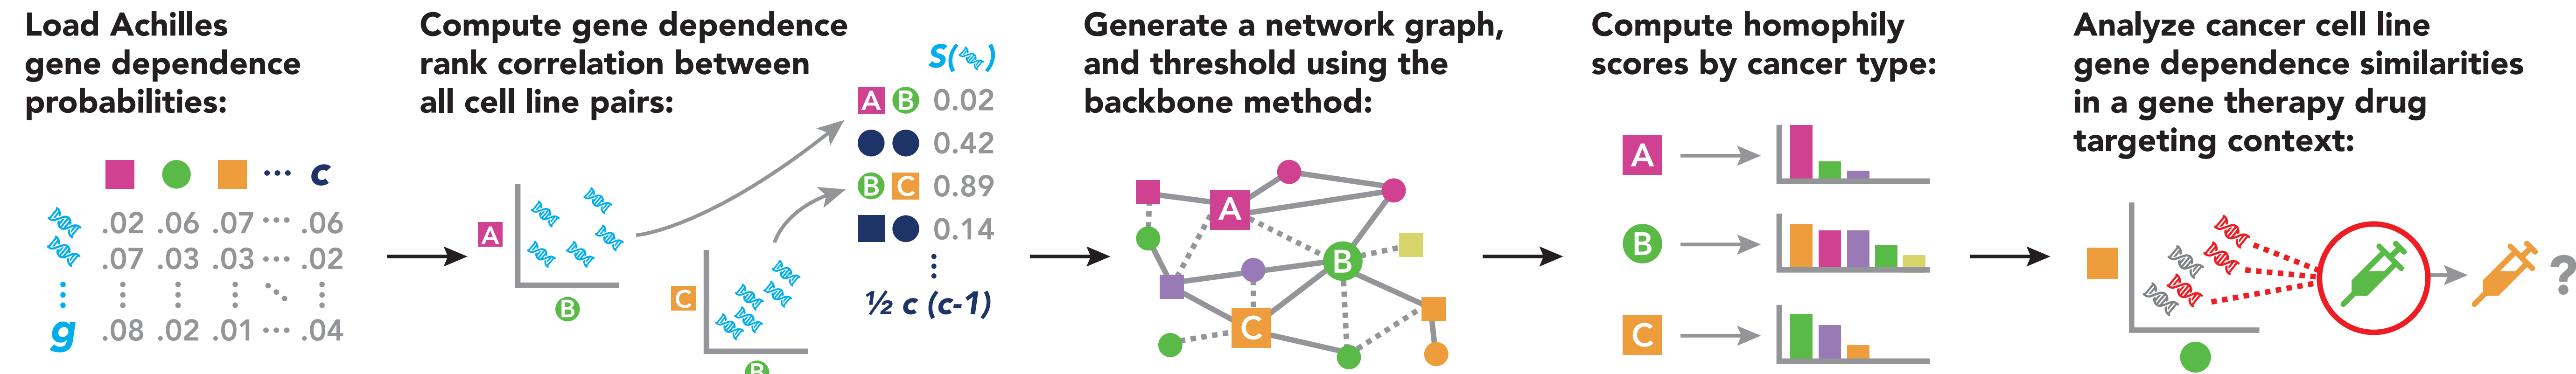 Load Achilles
gene dependence
probabilities:
... c
.02 .06 .07 ... .06
.07 .03 .03 ... .02
g .08 .02 .01 ... .04
Compute gene dependence
rank correlation between
all cell line pairs:
A
B
C
B
S( )
A B 0.02
0.42
B C 0.89
0.14
½ c (c-1)
Generate a network graph,
and threshold using the
backbone method:
A
B
C
Compute homophily
scores by cancer type:
A
B
C
Analyze cancer cell line
gene dependence similarities
in a gene therapy drug
targeting context:
?